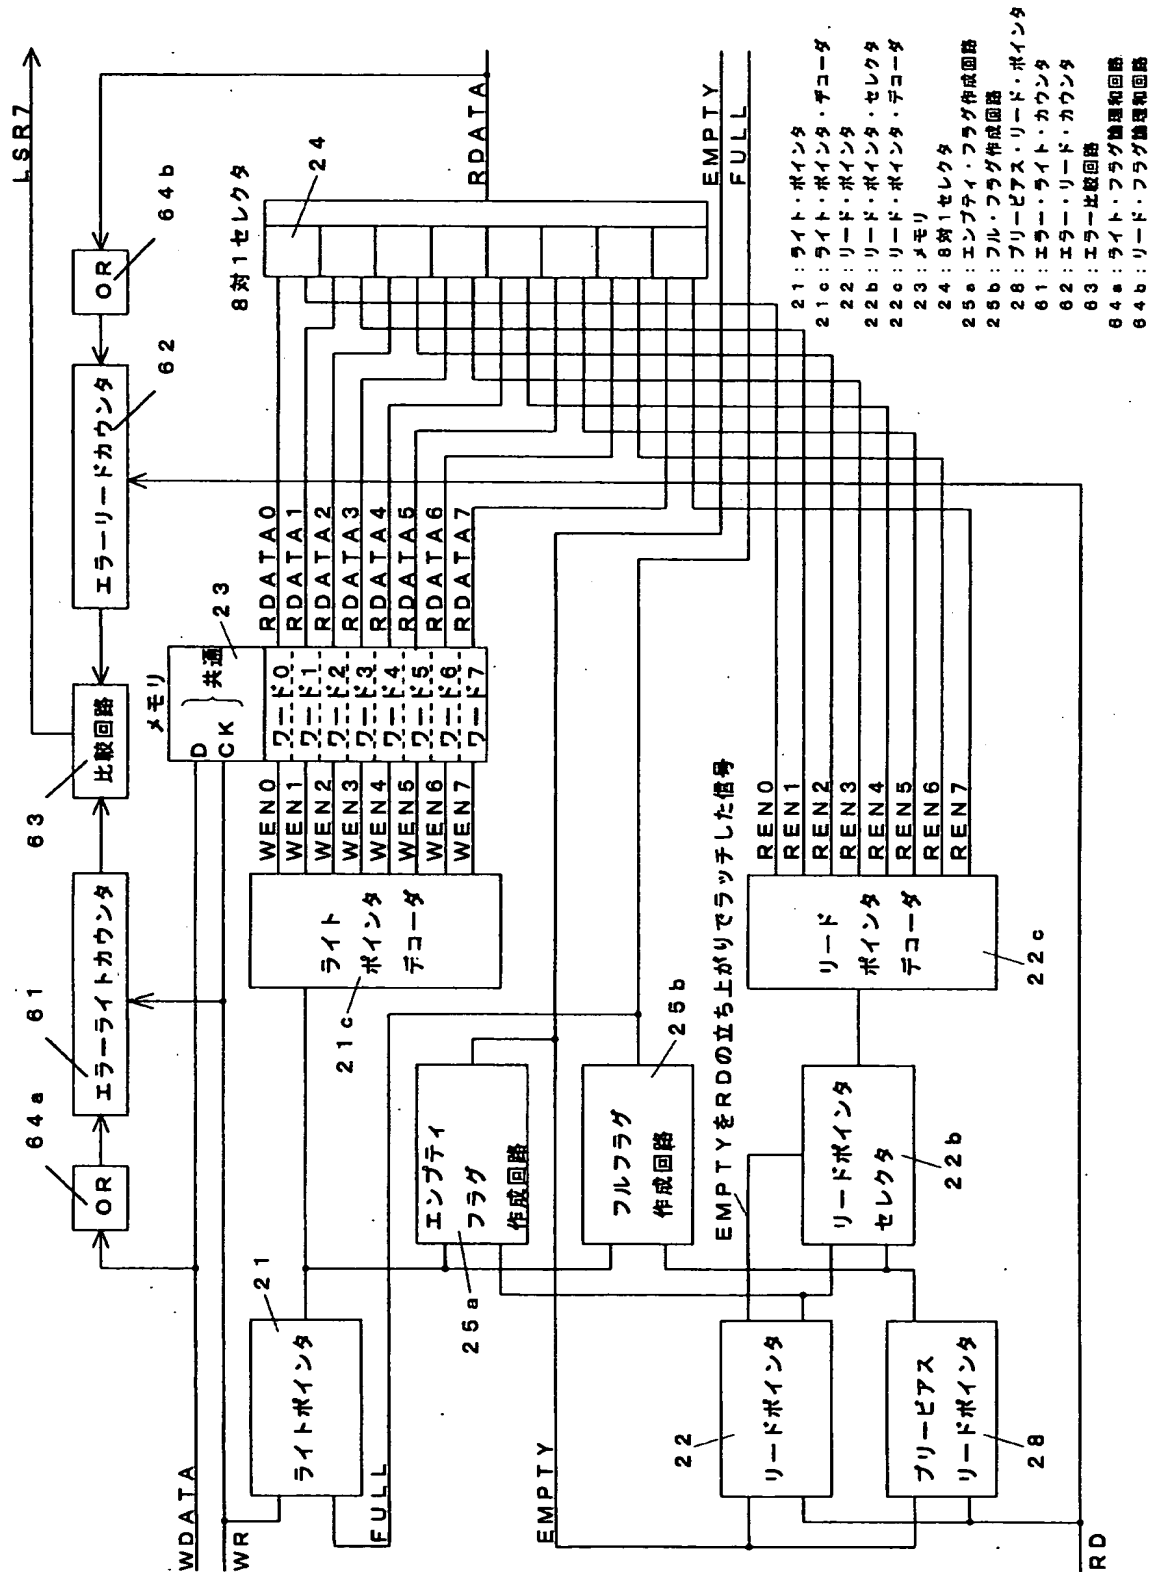 LSR7
64a
61
63
62
64b
OR
エラーライトカウンタ
比較回路
エラーリードカウンタ
OR
WDATA
WR
21
ライトポインタ
FULL
メモリ
D
CK
共通
23
ライト
ポインタ
デコーダ
21c
WEN0
WEN1
WEN2
WEN3
WEN4
WEN5
WEN6
WEN7
ワード0
ワード1
ワード2
ワード3
ワード4
ワード5
ワード6
ワード7
RDATA0
RDATA1
RDATA2
RDATA3
RDATA4
RDATA5
RDATA6
RDATA7
8対1セレクタ
24
RDATA
エンプティ
フラグ
作成回路
25a
フルフラグ
作成回路
25b
EMPTY
EMPTY
FULL
EMPTYをRDの立ち上がりでラッチした信号
22
リードポインタ
プリービアス
リードポインタ
28
リードポインタ
セレクタ
22b
リード
ポインタ
デコーダ
22c
REN0
REN1
REN2
REN3
REN4
REN5
REN6
REN7
RD
21:ライト・ポインタ
21c:ライト・ポインタ・デコーダ
22:リード・ポインタ
22b:リード・ポインタ・セレクタ
22c:リード・ポインタ・デコーダ
23:メモリ
24:8対1セレクタ
25a:エンプティ・フラグ作成回路
25b:フル・フラグ作成回路
28:プリービアス・リード・ポインタ
61:エラー・ライト・カウンタ
62:エラー・リード・カウンタ
63:エラー比較回路
64a:ライト・フラグ論理和回路
64b:リード・フラグ論理和回路